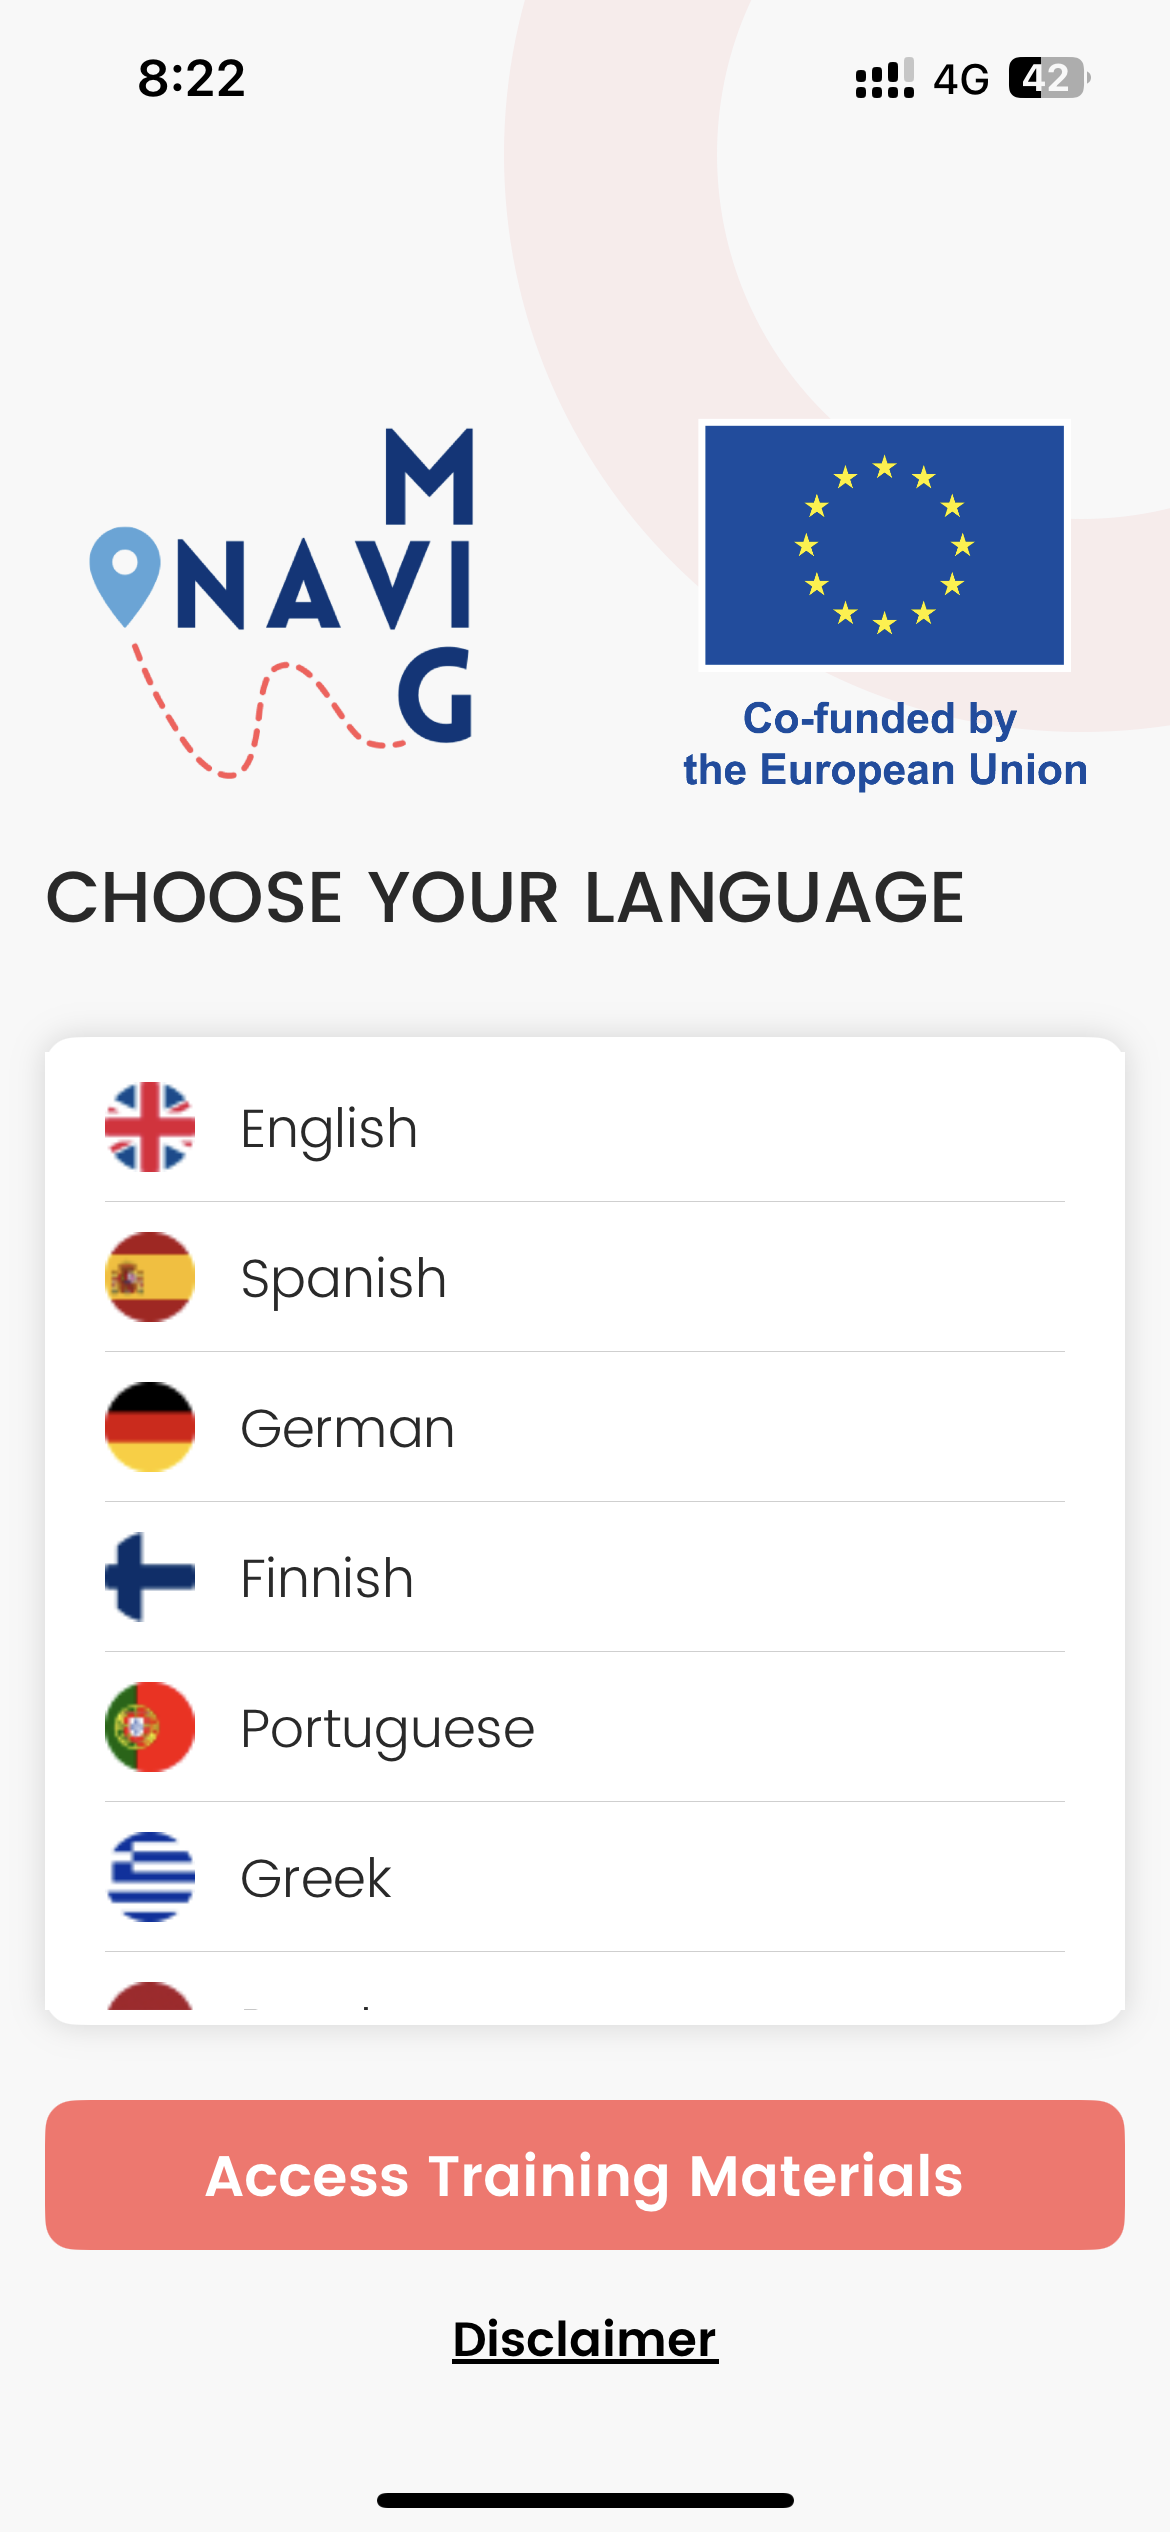 8:22
4G 42
M
NAVI
G
Co-funded by
the European Union
CHOOSE YOUR LANGUAGE
English
Spanish
German
Finnish
Portuguese
Greek
Access Training Materials
Disclaimer